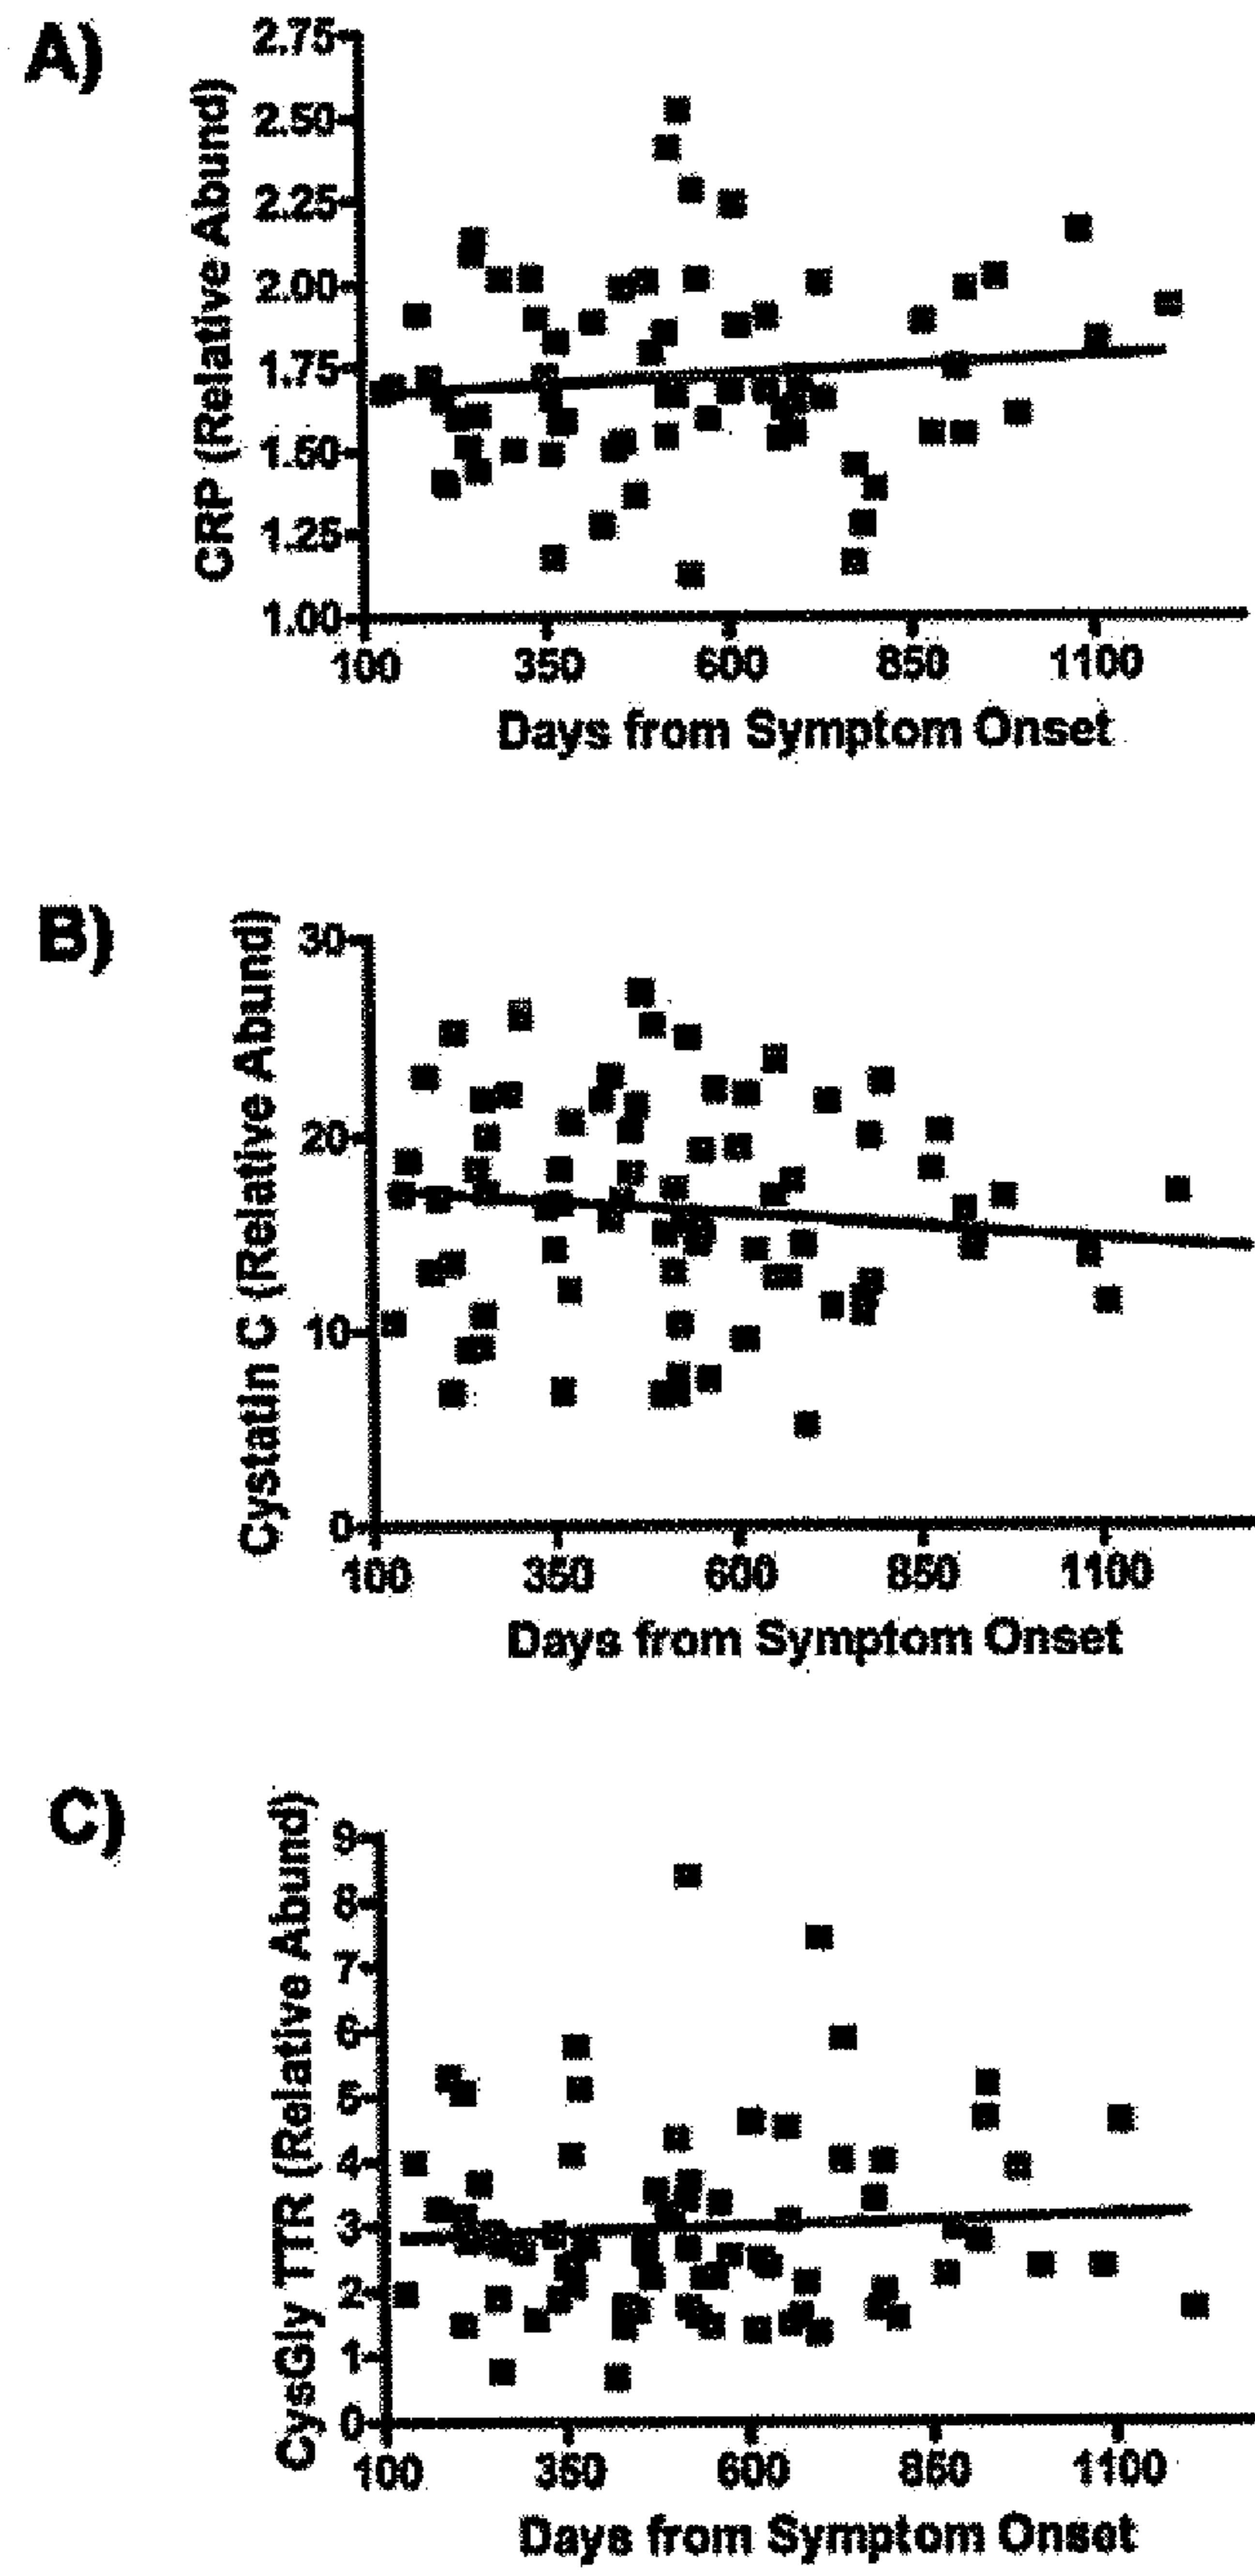 A)
CRP (Relative Abund)
2.75
2.50
2.25
2.00
1.75
1.50
1.25
1.00
100 350 600 850 1100
Days from Symptom Onset
B)
Cystatin C (Relative Abund)
30
20
10
0
100 350 600 850 1100
Days from Symptom Onset
C)
CysGly TTR (Relative Abund)
9
8
7
6
5
4
3
2
1
0
100 350 600 850 1100
Days from Symptom Onset